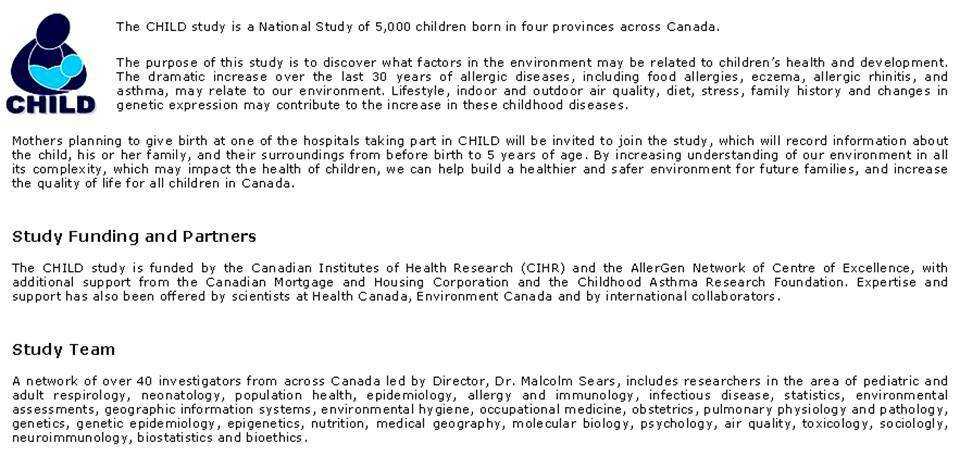 The CHILD study is a National Study of 5,000 children born in four provinces across Canada.
The purpose of this study is to discover what factors in the environment may be related to children's health and development.
The dramatic increase over the last 30 years of allergic diseases, including food allergies, eczema, allergic rhinitis, and
asthma, may relate to our environment. Lifestyle, indoor and outdoor air quality, diet, stress, family history and changes in
genetic expression may contribute to the increase in these childhood diseases.
CHILD
Mothers planning to give birth at one of the hospitals taking part in CHILD will be invited to join the study, which will record information about
the child, his or her family, and their surroundings from before birth to 5 years of age. By increasing understanding of our environment in all
its complexity, which may impact the health of children, we can help build a healthier and safer environment for future families, and increase
the quality of life for all children in Canada.
Study Funding and Partners
The CHILD study is funded by the Canadian Institutes of Health Research (CIHR) and the AllerGen Network of Centre of Excellence, with
additional support from the Canadian Mortgage and Housing Corporation and the Childhood Asthma Research Foundation. Expertise and
support has also been offered by scientists at Health Canada, Environment Canada and by international collaborators.
Study Team
A network of over 40 investigators from across Canada led by Director, Dr. Malcolm Sears, includes researchers in the area of pediatric and
adult respirology, neonatology, population health, epidemiology, allergy and immunology, infectious disease, statistics, environmental
assessments, geographic information systems, environmental hygiene, occupational medicine, obstetrics, pulmonary physiology and pathology,
genetics, genetic epidemiology, epigenetics, nutrition, medical geography, molecular biology, psychology, air quality, toxicology, sociologly,
neuroimmunology, biostatistics and bioethics.